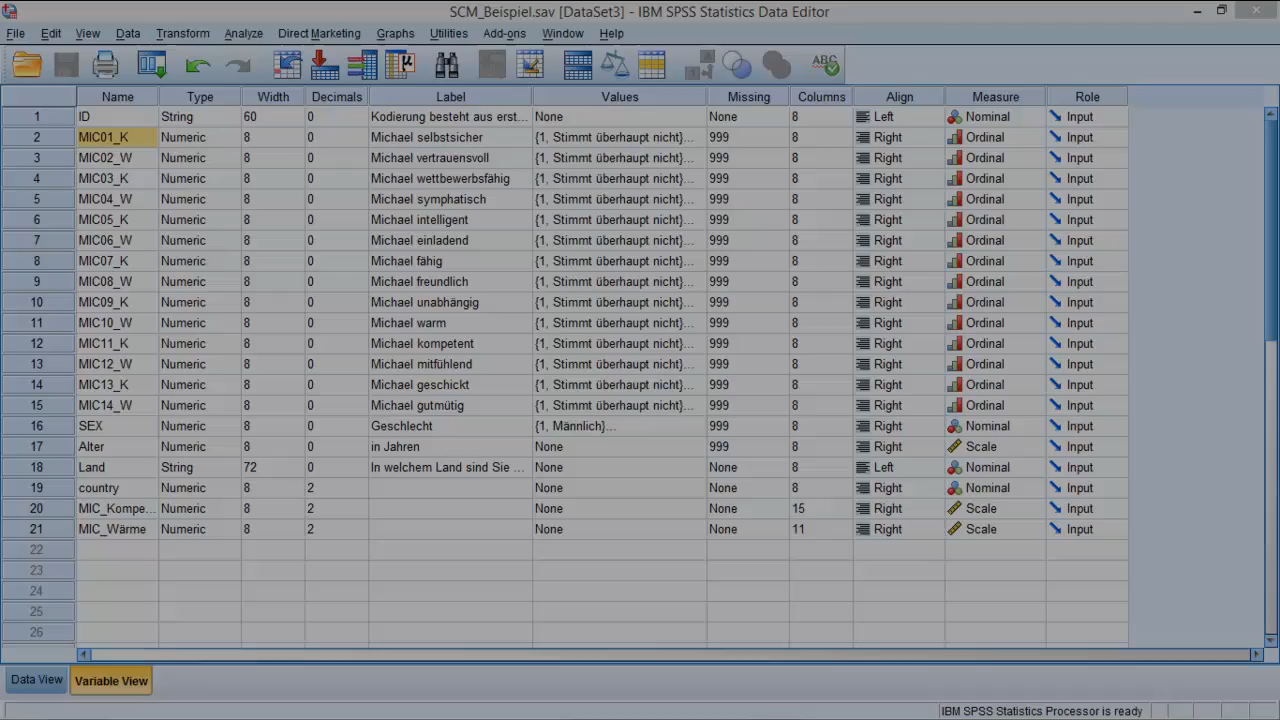 SCM_Beispiel.sav [DataSet3] - IBM SPSS Statistics Data Editor
File Edit View Data Transform Analyze Direct Marketing Graphs Utilities Add-ons Window Help
Name Type Width Decimals Label Values Missing Columns Align Measure Role
1 ID String 60 0 Kodierung besteht aus erst... None None 8 Left Nominal Input
2 MIC01_K Numeric 8 0 Michael selbstsicher {1, Stimmt überhaupt nicht}... 999 8 Right Ordinal Input
3 MIC02_W Numeric 8 0 Michael vertrauensvoll {1, Stimmt überhaupt nicht}... 999 8 Right Ordinal Input
4 MIC03_K Numeric 8 0 Michael wettbewerbsfähig {1, Stimmt überhaupt nicht}... 999 8 Right Ordinal Input
5 MIC04_W Numeric 8 0 Michael symphatisch {1, Stimmt überhaupt nicht}... 999 8 Right Ordinal Input
6 MIC05_K Numeric 8 0 Michael intelligent {1, Stimmt überhaupt nicht}... 999 8 Right Ordinal Input
7 MIC06_W Numeric 8 0 Michael einladend {1, Stimmt überhaupt nicht}... 999 8 Right Ordinal Input
8 MIC07_K Numeric 8 0 Michael fähig {1, Stimmt überhaupt nicht}... 999 8 Right Ordinal Input
9 MIC08_W Numeric 8 0 Michael freundlich {1, Stimmt überhaupt nicht}... 999 8 Right Ordinal Input
10 MIC09_K Numeric 8 0 Michael unabhängig {1, Stimmt überhaupt nicht}... 999 8 Right Ordinal Input
11 MIC10_W Numeric 8 0 Michael warm {1, Stimmt überhaupt nicht}... 999 8 Right Ordinal Input
12 MIC11_K Numeric 8 0 Michael kompetent {1, Stimmt überhaupt nicht}... 999 8 Right Ordinal Input
13 MIC12_W Numeric 8 0 Michael mitfühlend {1, Stimmt überhaupt nicht}... 999 8 Right Ordinal Input
14 MIC13_K Numeric 8 0 Michael geschickt {1, Stimmt überhaupt nicht}... 999 8 Right Ordinal Input
15 MIC14_W Numeric 8 0 Michael gutmütig {1, Stimmt überhaupt nicht}... 999 8 Right Ordinal Input
16 SEX Numeric 8 0 Geschlecht {1, Männlich}... 999 8 Right Nominal Input
17 Alter Numeric 8 0 in Jahren None 999 8 Right Scale Input
18 Land String 72 0 In welchem Land sind Sie ... None None 8 Left Nominal Input
19 country Numeric 8 2 None None 8 Right Nominal Input
20 MIC_Kompe... Numeric 8 2 None None 15 Right Scale Input
21 MIC_Wärme Numeric 8 2 None None 11 Right Scale Input
22
23
24
25
26
Data View Variable View
IBM SPSS Statistics Processor is ready